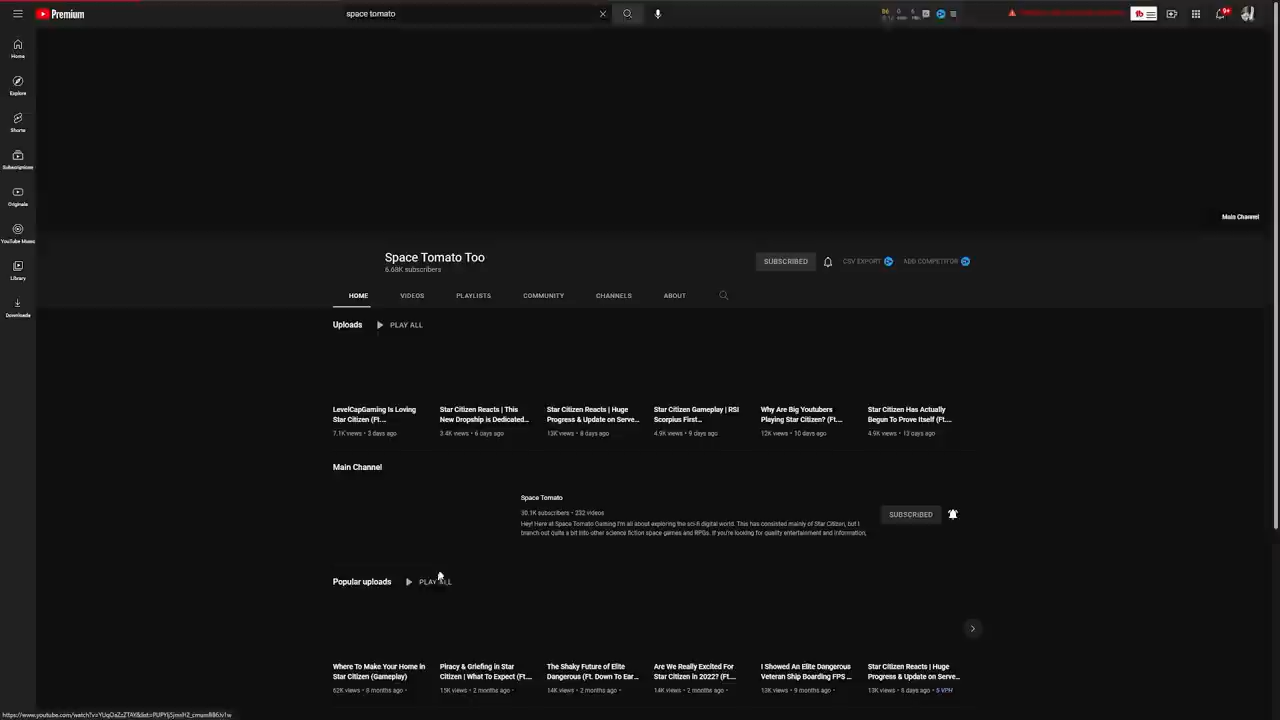 Premium
space tomato
9+
Home
Explore
Shorts
Subscriptions
Originals
YouTube Music
Library
Downloads
Main Channel
Space Tomato Too
6.68K subscribers
SUBSCRIBED
CSV EXPORT
ADD COMPETITOR
HOME VIDEOS PLAYLISTS COMMUNITY CHANNELS ABOUT
Uploads PLAY ALL
LevelCapGaming Is Loving
Star Citizen (Ft....
7.1K views • 3 days ago
Star Citizen Reacts | This
New Dropship is Dedicated...
3.4K views • 6 days ago
Star Citizen Reacts | Huge
Progress & Update on Serve...
13K views • 8 days ago
Star Citizen Gameplay | RSI
Scorpius First...
4.9K views • 9 days ago
Why Are Big Youtubers
Playing Star Citizen? (Ft....
12K views • 10 days ago
Star Citizen Has Actually
Begun To Prove Itself (Ft....
4.9K views • 13 days ago
Main Channel
Space Tomato
30.1K subscribers • 232 videos
Hey! Here at Space Tomato Gaming I'm all about exploring the sci-fi digital world. This has consisted mainly of Star Citizen, but I
branch out quite a bit into other science fiction space games and RPGs. If you're looking for quality entertainment and information,
SUBSCRIBED
Popular uploads PLAY ALL
Where To Make Your Home in
Star Citizen (Gameplay)
62K views • 8 months ago
Piracy & Griefing in Star
Citizen | What To Expect (Ft....
15K views • 2 months ago
The Shaky Future of Elite
Dangerous (Ft. Down To Ear...
14K views • 2 months ago
Are We Really Excited For
Star Citizen in 2022? (Ft....
14K views • 2 months ago
I Showed An Elite Dangerous
Veteran Ship Boarding FPS ...
13K views • 9 months ago
Star Citizen Reacts | Huge
Progress & Update on Serve...
13K views • 8 days ago • 5 VPH